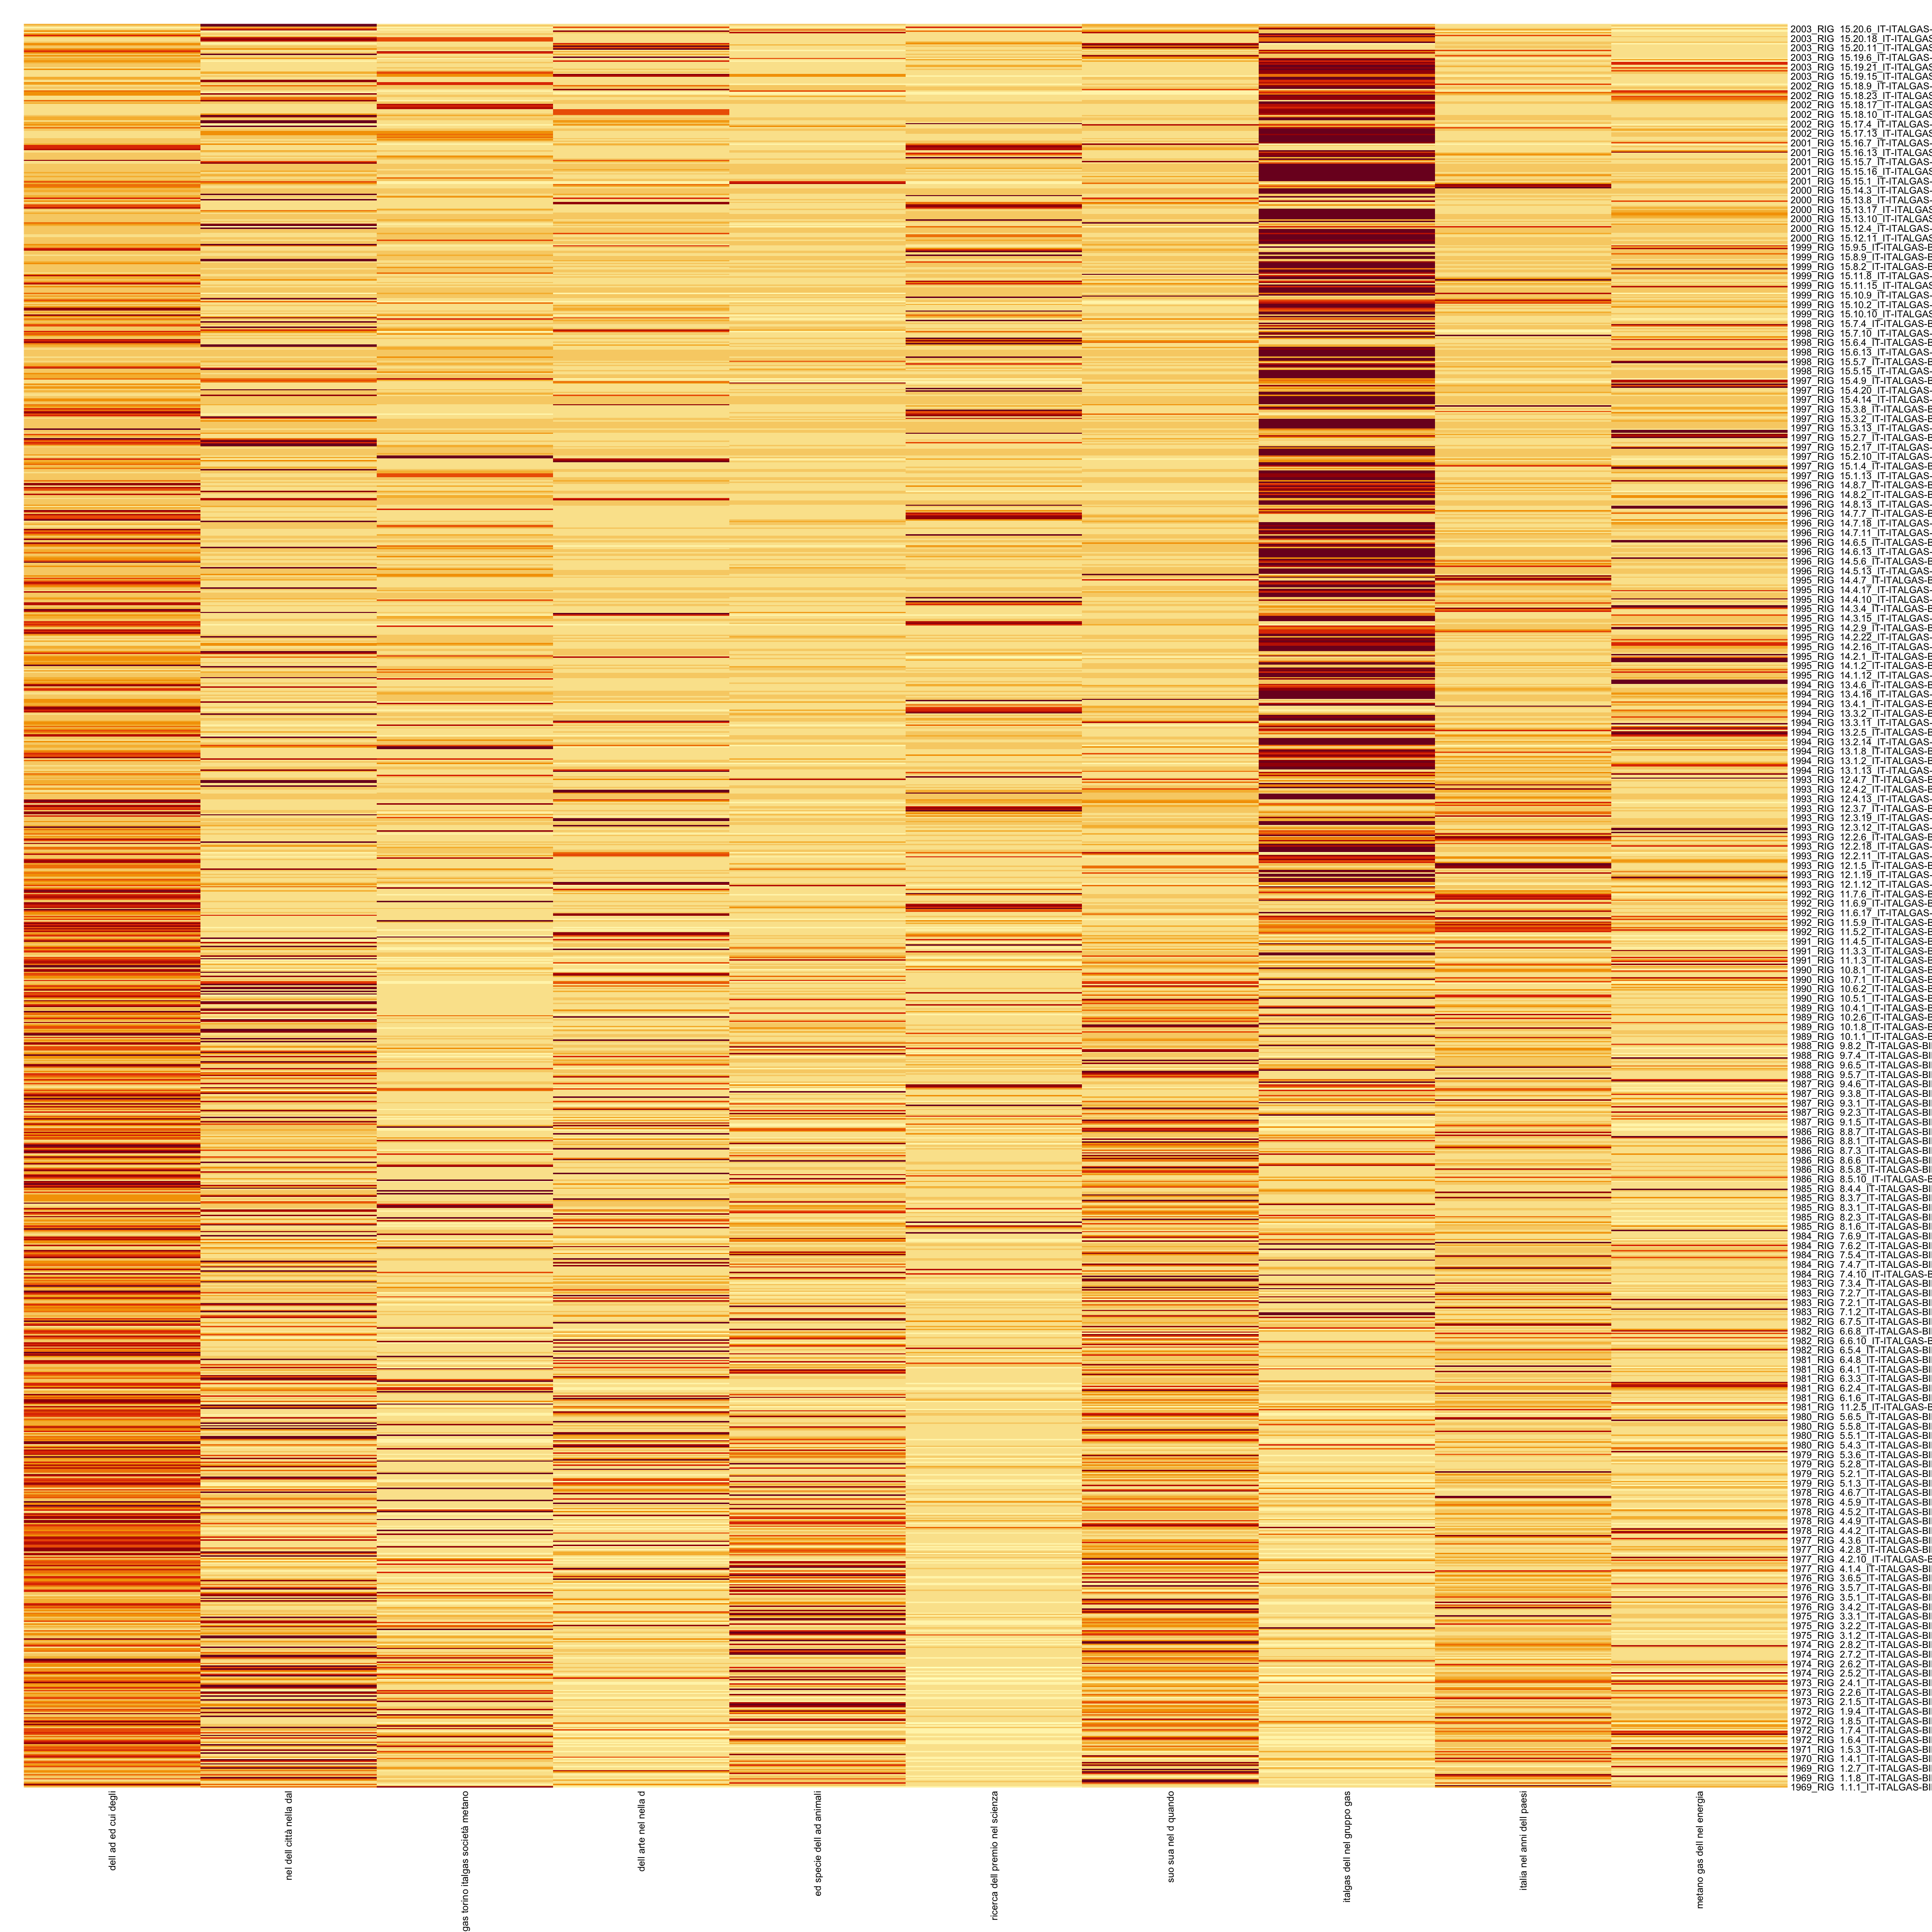 2003_RIG 15.20.6_IT-ITALGAS-
2003_RIG 15.20.18_IT-ITALGAS
2003_RIG 15.20.11_IT-ITALGAS
2003_RIG 15.19.6_IT-ITALGAS-
2003_RIG 15.19.21_IT-ITALGAS
2003_RIG 15.19.15_IT-ITALGAS
2002_RIG 15.18.9_IT-ITALGAS-
2002_RIG 15.18.23_IT-ITALGAS
2002_RIG 15.18.17_IT-ITALGAS
2002_RIG 15.18.10_IT-ITALGAS
2002_RIG 15.17.4_IT-ITALGAS-
2002_RIG 15.17.13_IT-ITALGAS
2001_RIG 15.16.7_IT-ITALGAS-
2001_RIG 15.16.13_IT-ITALGAS
2001_RIG 15.15.7_IT-ITALGAS-
2001_RIG 15.15.16_IT-ITALGAS
2001_RIG 15.15.1_IT-ITALGAS-
2000_RIG 15.14.3_IT-ITALGAS-
2000_RIG 15.13.8_IT-ITALGAS-
2000_RIG 15.13.17_IT-ITALGAS
2000_RIG 15.13.10_IT-ITALGAS
2000_RIG 15.12.4_IT-ITALGAS-
2000_RIG 15.12.11_IT-ITALGAS
1999_RIG 15.9.5_IT-ITALGAS-B
1999_RIG 15.8.9_IT-ITALGAS-B
1999_RIG 15.8.2_IT-ITALGAS-B
1999_RIG 15.11.8_IT-ITALGAS-
1999_RIG 15.11.15_IT-ITALGAS
1999_RIG 15.10.9_IT-ITALGAS-
1999_RIG 15.10.2_IT-ITALGAS-
1999_RIG 15.10.10_IT-ITALGAS
1998_RIG 15.7.4_IT-ITALGAS-B
1998_RIG 15.7.10_IT-ITALGAS-
1998_RIG 15.6.4_IT-ITALGAS-B
1998_RIG 15.6.13_IT-ITALGAS-
1998_RIG 15.5.7_IT-ITALGAS-B
1998_RIG 15.5.15_IT-ITALGAS-
1997_RIG 15.4.9_IT-ITALGAS-B
1997_RIG 15.4.20_IT-ITALGAS-
1997_RIG 15.4.14_IT-ITALGAS-
1997_RIG 15.3.8_IT-ITALGAS-B
1997_RIG 15.3.2_IT-ITALGAS-B
1997_RIG 15.3.13_IT-ITALGAS-
1997_RIG 15.2.7_IT-ITALGAS-B
1997_RIG 15.2.17_IT-ITALGAS-
1997_RIG 15.2.10_IT-ITALGAS-
1997_RIG 15.1.4_IT-ITALGAS-B
1997_RIG 15.1.13_IT-ITALGAS-
1996_RIG 14.8.7_IT-ITALGAS-B
1996_RIG 14.8.2_IT-ITALGAS-B
1996_RIG 14.8.13_IT-ITALGAS-
1996_RIG 14.7.7_IT-ITALGAS-B
1996_RIG 14.7.18_IT-ITALGAS-
1996_RIG 14.7.11_IT-ITALGAS-
1996_RIG 14.6.5_IT-ITALGAS-B
1996_RIG 14.6.13_IT-ITALGAS-
1996_RIG 14.5.6_IT-ITALGAS-B
1996_RIG 14.5.13_IT-ITALGAS-
1995_RIG 14.4.7_IT-ITALGAS-B
1995_RIG 14.4.17_IT-ITALGAS-
1995_RIG 14.4.10_IT-ITALGAS-
1995_RIG 14.3.4_IT-ITALGAS-B
1995_RIG 14.3.15_IT-ITALGAS-
1995_RIG 14.2.9_IT-ITALGAS-B
1995_RIG 14.2.22_IT-ITALGAS-
1995_RIG 14.2.16_IT-ITALGAS-
1995_RIG 14.2.1_IT-ITALGAS-B
1995_RIG 14.1.2_IT-ITALGAS-B
1995_RIG 14.1.12_IT-ITALGAS-
1994_RIG 13.4.6_IT-ITALGAS-B
1994_RIG 13.4.16_IT-ITALGAS-
1994_RIG 13.4.1_IT-ITALGAS-B
1994_RIG 13.3.2_IT-ITALGAS-B
1994_RIG 13.3.11_IT-ITALGAS-
1994_RIG 13.2.5_IT-ITALGAS-B
1994_RIG 13.2.14_IT-ITALGAS-
1994_RIG 13.1.8_IT-ITALGAS-B
1994_RIG 13.1.2_IT-ITALGAS-B
1994_RIG 13.1.13_IT-ITALGAS-
1993_RIG 12.4.7_IT-ITALGAS-B
1993_RIG 12.4.2_IT-ITALGAS-B
1993_RIG 12.4.13_IT-ITALGAS-
1993_RIG 12.3.7_IT-ITALGAS-B
1993_RIG 12.3.19_IT-ITALGAS-
1993_RIG 12.3.12_IT-ITALGAS-
1993_RIG 12.2.6_IT-ITALGAS-B
1993_RIG 12.2.18_IT-ITALGAS-
1993_RIG 12.2.11_IT-ITALGAS-
1993_RIG 12.1.5_IT-ITALGAS-B
1993_RIG 12.1.19_IT-ITALGAS-
1993_RIG 12.1.12_IT-ITALGAS-
1992_RIG 11.7.6_IT-ITALGAS-B
1992_RIG 11.6.9_IT-ITALGAS-B
1992_RIG 11.6.17_IT-ITALGAS-
1992_RIG 11.5.9_IT-ITALGAS-B
1992_RIG 11.5.2_IT-ITALGAS-B
1991_RIG 11.4.5_IT-ITALGAS-B
1991_RIG 11.3.3_IT-ITALGAS-B
1991_RIG 11.1.3_IT-ITALGAS-B
1990_RIG 10.8.1_IT-ITALGAS-B
1990_RIG 10.7.1_IT-ITALGAS-B
1990_RIG 10.6.2_IT-ITALGAS-B
1990_RIG 10.5.1_IT-ITALGAS-B
1989_RIG 10.4.1_IT-ITALGAS-B
1989_RIG 10.2.6_IT-ITALGAS-B
1989_RIG 10.1.8_IT-ITALGAS-B
1989_RIG 10.1.1_IT-ITALGAS-B
1988_RIG 9.8.2_IT-ITALGAS-BI
1988_RIG 9.7.4_IT-ITALGAS-BI
1988_RIG 9.6.5_IT-ITALGAS-BI
1988_RIG 9.5.7_IT-ITALGAS-BI
1987_RIG 9.4.6_IT-ITALGAS-BI
1987_RIG 9.3.8_IT-ITALGAS-BI
1987_RIG 9.3.1_IT-ITALGAS-BI
1987_RIG 9.2.3_IT-ITALGAS-BI
1987_RIG 9.1.5_IT-ITALGAS-BI
1986_RIG 8.8.7_IT-ITALGAS-BI
1986_RIG 8.8.1_IT-ITALGAS-BI
1986_RIG 8.7.3_IT-ITALGAS-BI
1986_RIG 8.6.6_IT-ITALGAS-BI
1986_RIG 8.5.8_IT-ITALGAS-BI
1986_RIG 8.5.10_IT-ITALGAS-B
1985_RIG 8.4.4_IT-ITALGAS-BI
1985_RIG 8.3.7_IT-ITALGAS-BI
1985_RIG 8.3.1_IT-ITALGAS-BI
1985_RIG 8.2.3_IT-ITALGAS-BI
1985_RIG 8.1.6_IT-ITALGAS-BI
1984_RIG 7.6.9_IT-ITALGAS-BI
1984_RIG 7.6.2_IT-ITALGAS-BI
1984_RIG 7.5.4_IT-ITALGAS-BI
1984_RIG 7.4.7_IT-ITALGAS-BI
1984_RIG 7.4.10_IT-ITALGAS-B
1983_RIG 7.3.4_IT-ITALGAS-BI
1983_RIG 7.2.7_IT-ITALGAS-BI
1983_RIG 7.2.1_IT-ITALGAS-BI
1983_RIG 7.1.2_IT-ITALGAS-BI
1982_RIG 6.7.5_IT-ITALGAS-BI
1982_RIG 6.6.8_IT-ITALGAS-BI
1982_RIG 6.6.10_IT-ITALGAS-B
1982_RIG 6.5.4_IT-ITALGAS-BI
1981_RIG 6.4.8_IT-ITALGAS-BI
1981_RIG 6.4.1_IT-ITALGAS-BI
1981_RIG 6.3.3_IT-ITALGAS-BI
1981_RIG 6.2.4_IT-ITALGAS-BI
1981_RIG 6.1.6_IT-ITALGAS-BI
1981_RIG 11.2.5_IT-ITALGAS-B
1980_RIG 5.6.5_IT-ITALGAS-BI
1980_RIG 5.5.8_IT-ITALGAS-BI
1980_RIG 5.5.1_IT-ITALGAS-BI
1980_RIG 5.4.3_IT-ITALGAS-BI
1979_RIG 5.3.6_IT-ITALGAS-BI
1979_RIG 5.2.8_IT-ITALGAS-BI
1979_RIG 5.2.1_IT-ITALGAS-BI
1979_RIG 5.1.3_IT-ITALGAS-BI
1978_RIG 4.6.7_IT-ITALGAS-BI
1978_RIG 4.5.9_IT-ITALGAS-BI
1978_RIG 4.5.2_IT-ITALGAS-BI
1978_RIG 4.4.9_IT-ITALGAS-BI
1978_RIG 4.4.2_IT-ITALGAS-BI
1977_RIG 4.3.6_IT-ITALGAS-BI
1977_RIG 4.2.8_IT-ITALGAS-BI
1977_RIG 4.2.10_IT-ITALGAS-B
1977_RIG 4.1.4_IT-ITALGAS-BI
1976_RIG 3.6.5_IT-ITALGAS-BI
1976_RIG 3.5.7_IT-ITALGAS-BI
1976_RIG 3.5.1_IT-ITALGAS-BI
1976_RIG 3.4.2_IT-ITALGAS-BI
1975_RIG 3.3.1_IT-ITALGAS-BI
1975_RIG 3.2.2_IT-ITALGAS-BI
1975_RIG 3.1.2_IT-ITALGAS-BI
1974_RIG 2.8.2_IT-ITALGAS-BI
1974_RIG 2.7.2_IT-ITALGAS-BI
1974_RIG 2.6.2_IT-ITALGAS-BI
1974_RIG 2.5.2_IT-ITALGAS-BI
1973_RIG 2.4.1_IT-ITALGAS-BI
1973_RIG 2.2.6_IT-ITALGAS-BI
1973_RIG 2.1.5_IT-ITALGAS-BI
1972_RIG 1.9.4_IT-ITALGAS-BI
1972_RIG 1.8.5_IT-ITALGAS-BI
1972_RIG 1.7.4_IT-ITALGAS-BI
1972_RIG 1.6.4_IT-ITALGAS-BI
1971_RIG 1.5.3_IT-ITALGAS-BI
1970_RIG 1.4.1_IT-ITALGAS-BI
1969_RIG 1.2.7_IT-ITALGAS-BI
1969_RIG 1.1.8_IT-ITALGAS-BI
1969_RIG 1.1.1_IT-ITALGAS-BI
dell ad ed cui degli
nel dell città nella dal
gas torino italgas società metano
dell arte nel nella d
ed specie dell ad animali
ricerca dell premio nel scienza
suo sua nel d quando
italgas dell nel gruppo gas
italia nel anni dell paesi
metano gas dell nel energia